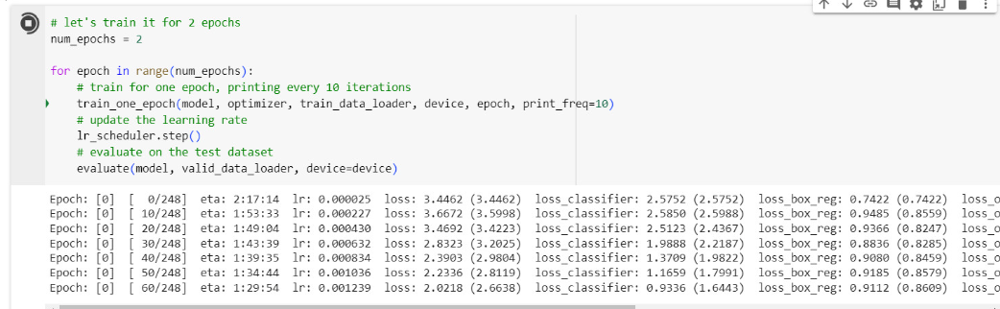 # let's train it for 2 epochs
num_epochs = 2
for epoch in range(num_epochs):
# train for one epoch, printing every 10 iterations
train_one_epoch(model, optimizer, train_data_loader, device, epoch, print_freq=10)
# update the learning rate
lr_scheduler.step()
# evaluate on the test dataset
evaluate(model, valid_data_loader, device=device)
Epoch: [0] [ 0/248] eta: 2:17:14 lr: 0.000025 loss: 3.4462 (3.4462) loss_classifier: 2.5752 (2.5752) loss_box_reg: 0.7422 (0.7422) loss_o
Epoch: [0] [ 10/248] eta: 1:53:33 lr: 0.000227 loss: 3.6672 (3.5998) loss_classifier: 2.5850 (2.5988) loss_box_reg: 0.9485 (0.8559) loss_o
Epoch: [0] [ 20/248] eta: 1:49:04 lr: 0.000430 loss: 3.4692 (3.4223) loss_classifier: 2.5123 (2.4367) loss_box_reg: 0.9366 (0.8247) loss_o
Epoch: [0] [ 30/248] eta: 1:43:39 lr: 0.000632 loss: 2.8323 (3.2025) loss_classifier: 1.9888 (2.2187) loss_box_reg: 0.8836 (0.8285) loss_o
Epoch: [0] [ 40/248] eta: 1:39:35 lr: 0.000834 loss: 2.3903 (2.9804) loss_classifier: 1.3709 (1.9822) loss_box_reg: 0.9080 (0.8459) loss_o
Epoch: [0] [ 50/248] eta: 1:34:44 lr: 0.001036 loss: 2.2336 (2.8119) loss_classifier: 1.1659 (1.7991) loss_box_reg: 0.9185 (0.8579) loss_o
Epoch: [0] [ 60/248] eta: 1:29:54 lr: 0.001239 loss: 2.0218 (2.6638) loss_classifier: 0.9336 (1.6443) loss_box_reg: 0.9112 (0.8609) loss_o